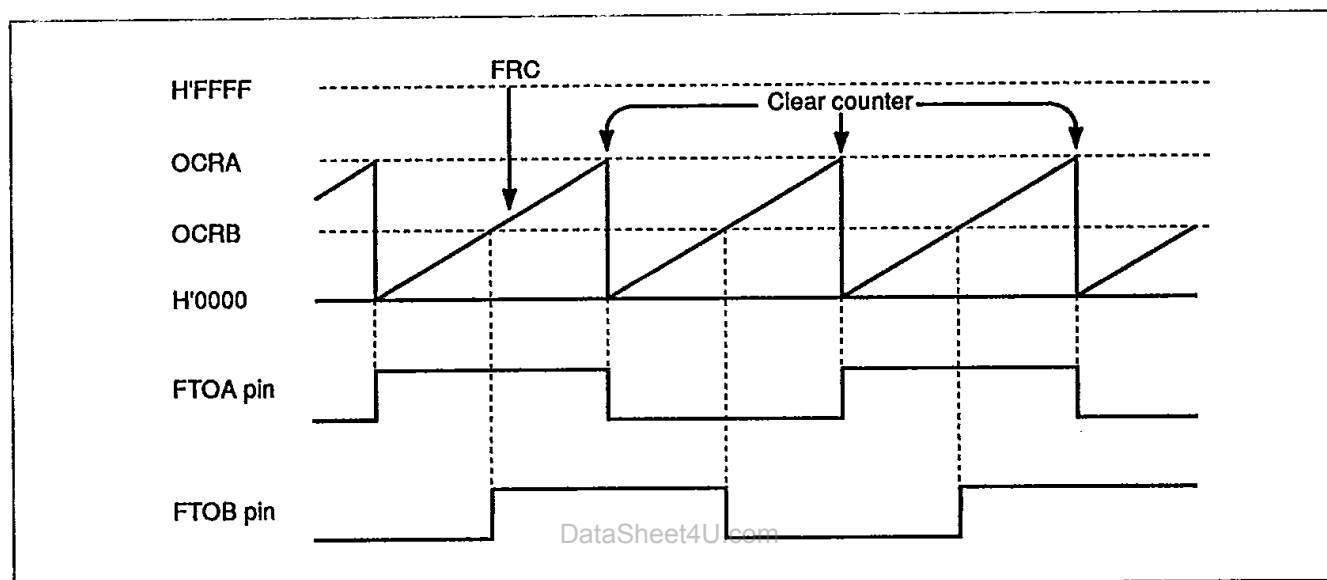 FRC
H'FFFF
Clear counter
OCRA
OCRB
H'0000
FTOA pin
FTOB pin
DataSheet4U.com